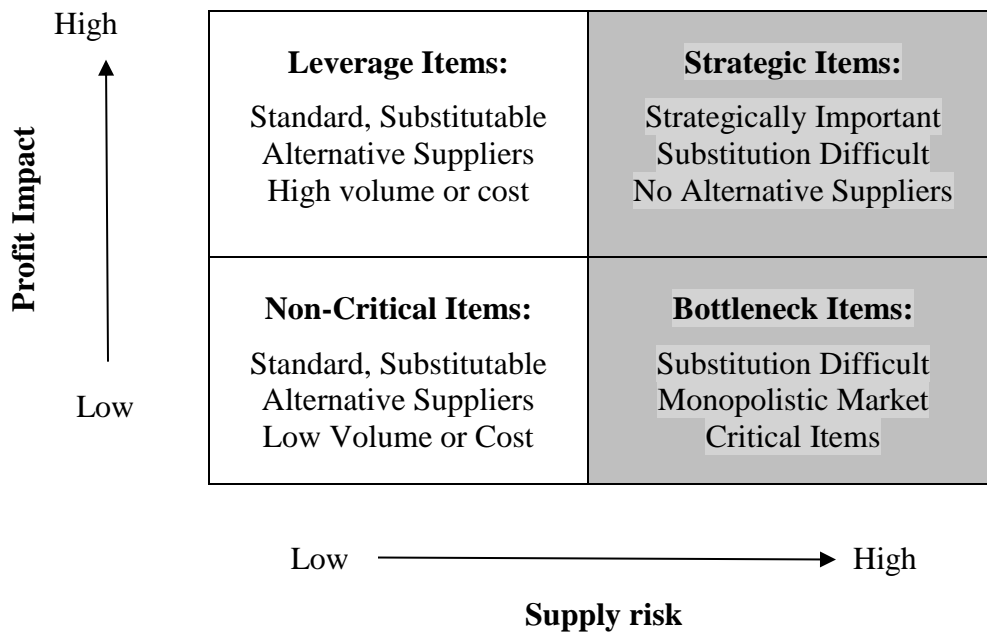 High
Leverage Items:
Standard, Substitutable
Alternative Suppliers
High volume or cost
Strategic Items:
Strategically Important
Substitution Difficult
No Alternative Suppliers
Profit Impact
Non-Critical Items:
Standard, Substitutable
Alternative Suppliers
Low Volume or Cost
Bottleneck Items:
Substitution Difficult
Monopolistic Market
Critical Items
Low
Low
High
Supply risk